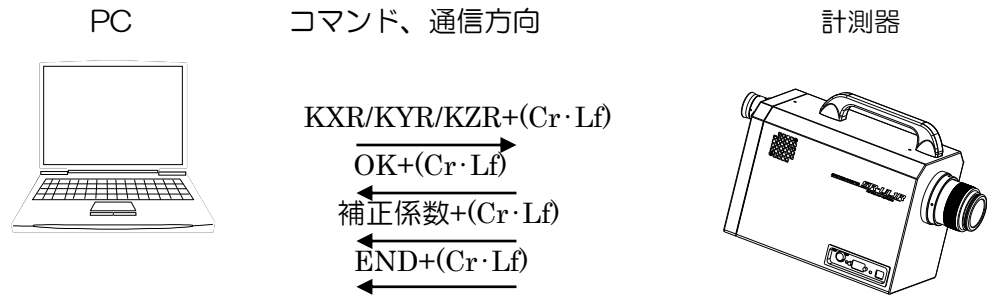 PC コマンド、通信方向 計測器
KXR/KYR/KZR+(Cr·Lf)
OK+(Cr·Lf)
補正係数+(Cr·Lf)
END+(Cr·Lf)